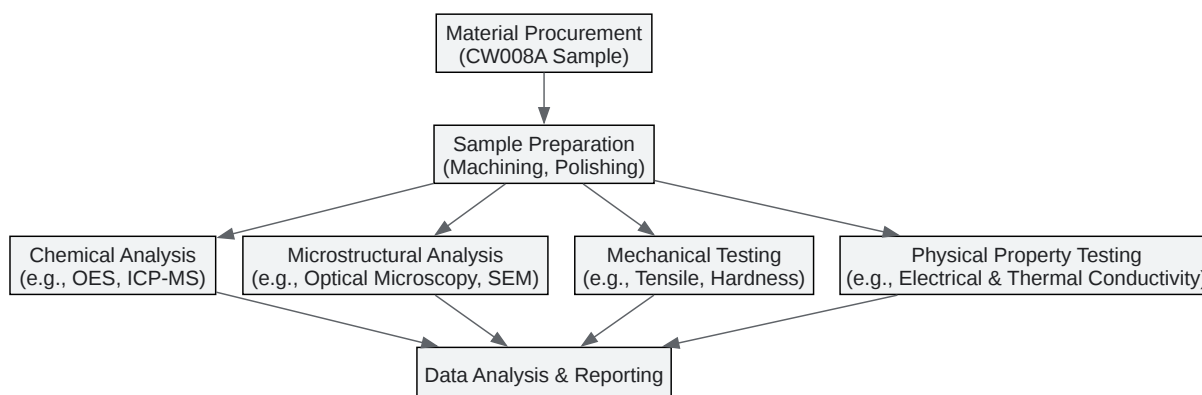 Material Procurement
(CW008A Sample)
Sample Preparation
(Machining, Polishing)
Chemical Analysis
(e.g., OES, ICP-MS)
Microstructural Analysis
(e.g., Optical Microscopy, SEM)
Mechanical Testing
(e.g., Tensile, Hardness)
Physical Property Testing
(e.g., Electrical & Thermal Conductivity)
Data Analysis & Reporting